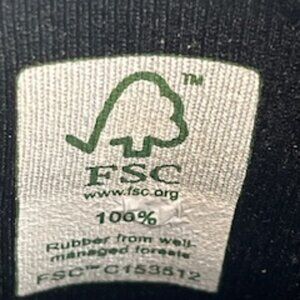 ™
FSC
www.fsc.org
100%
Rubber from well-
managed forests
FSC™ C153512